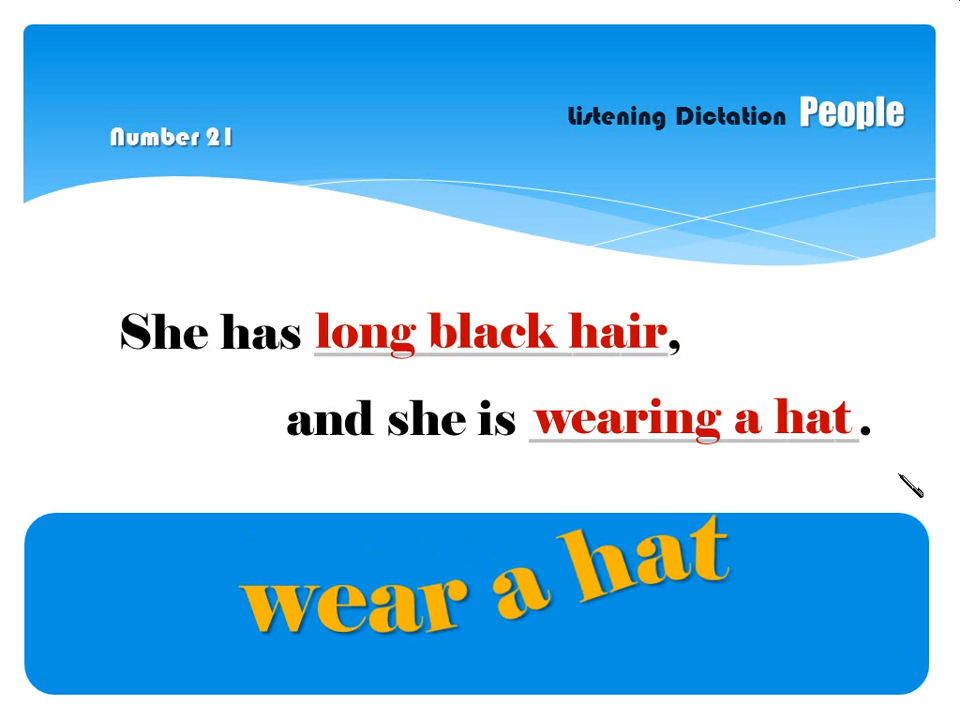 Number 21
Listening Dictation People
She has long black hair,
and she is wearing a hat.
wear a hat